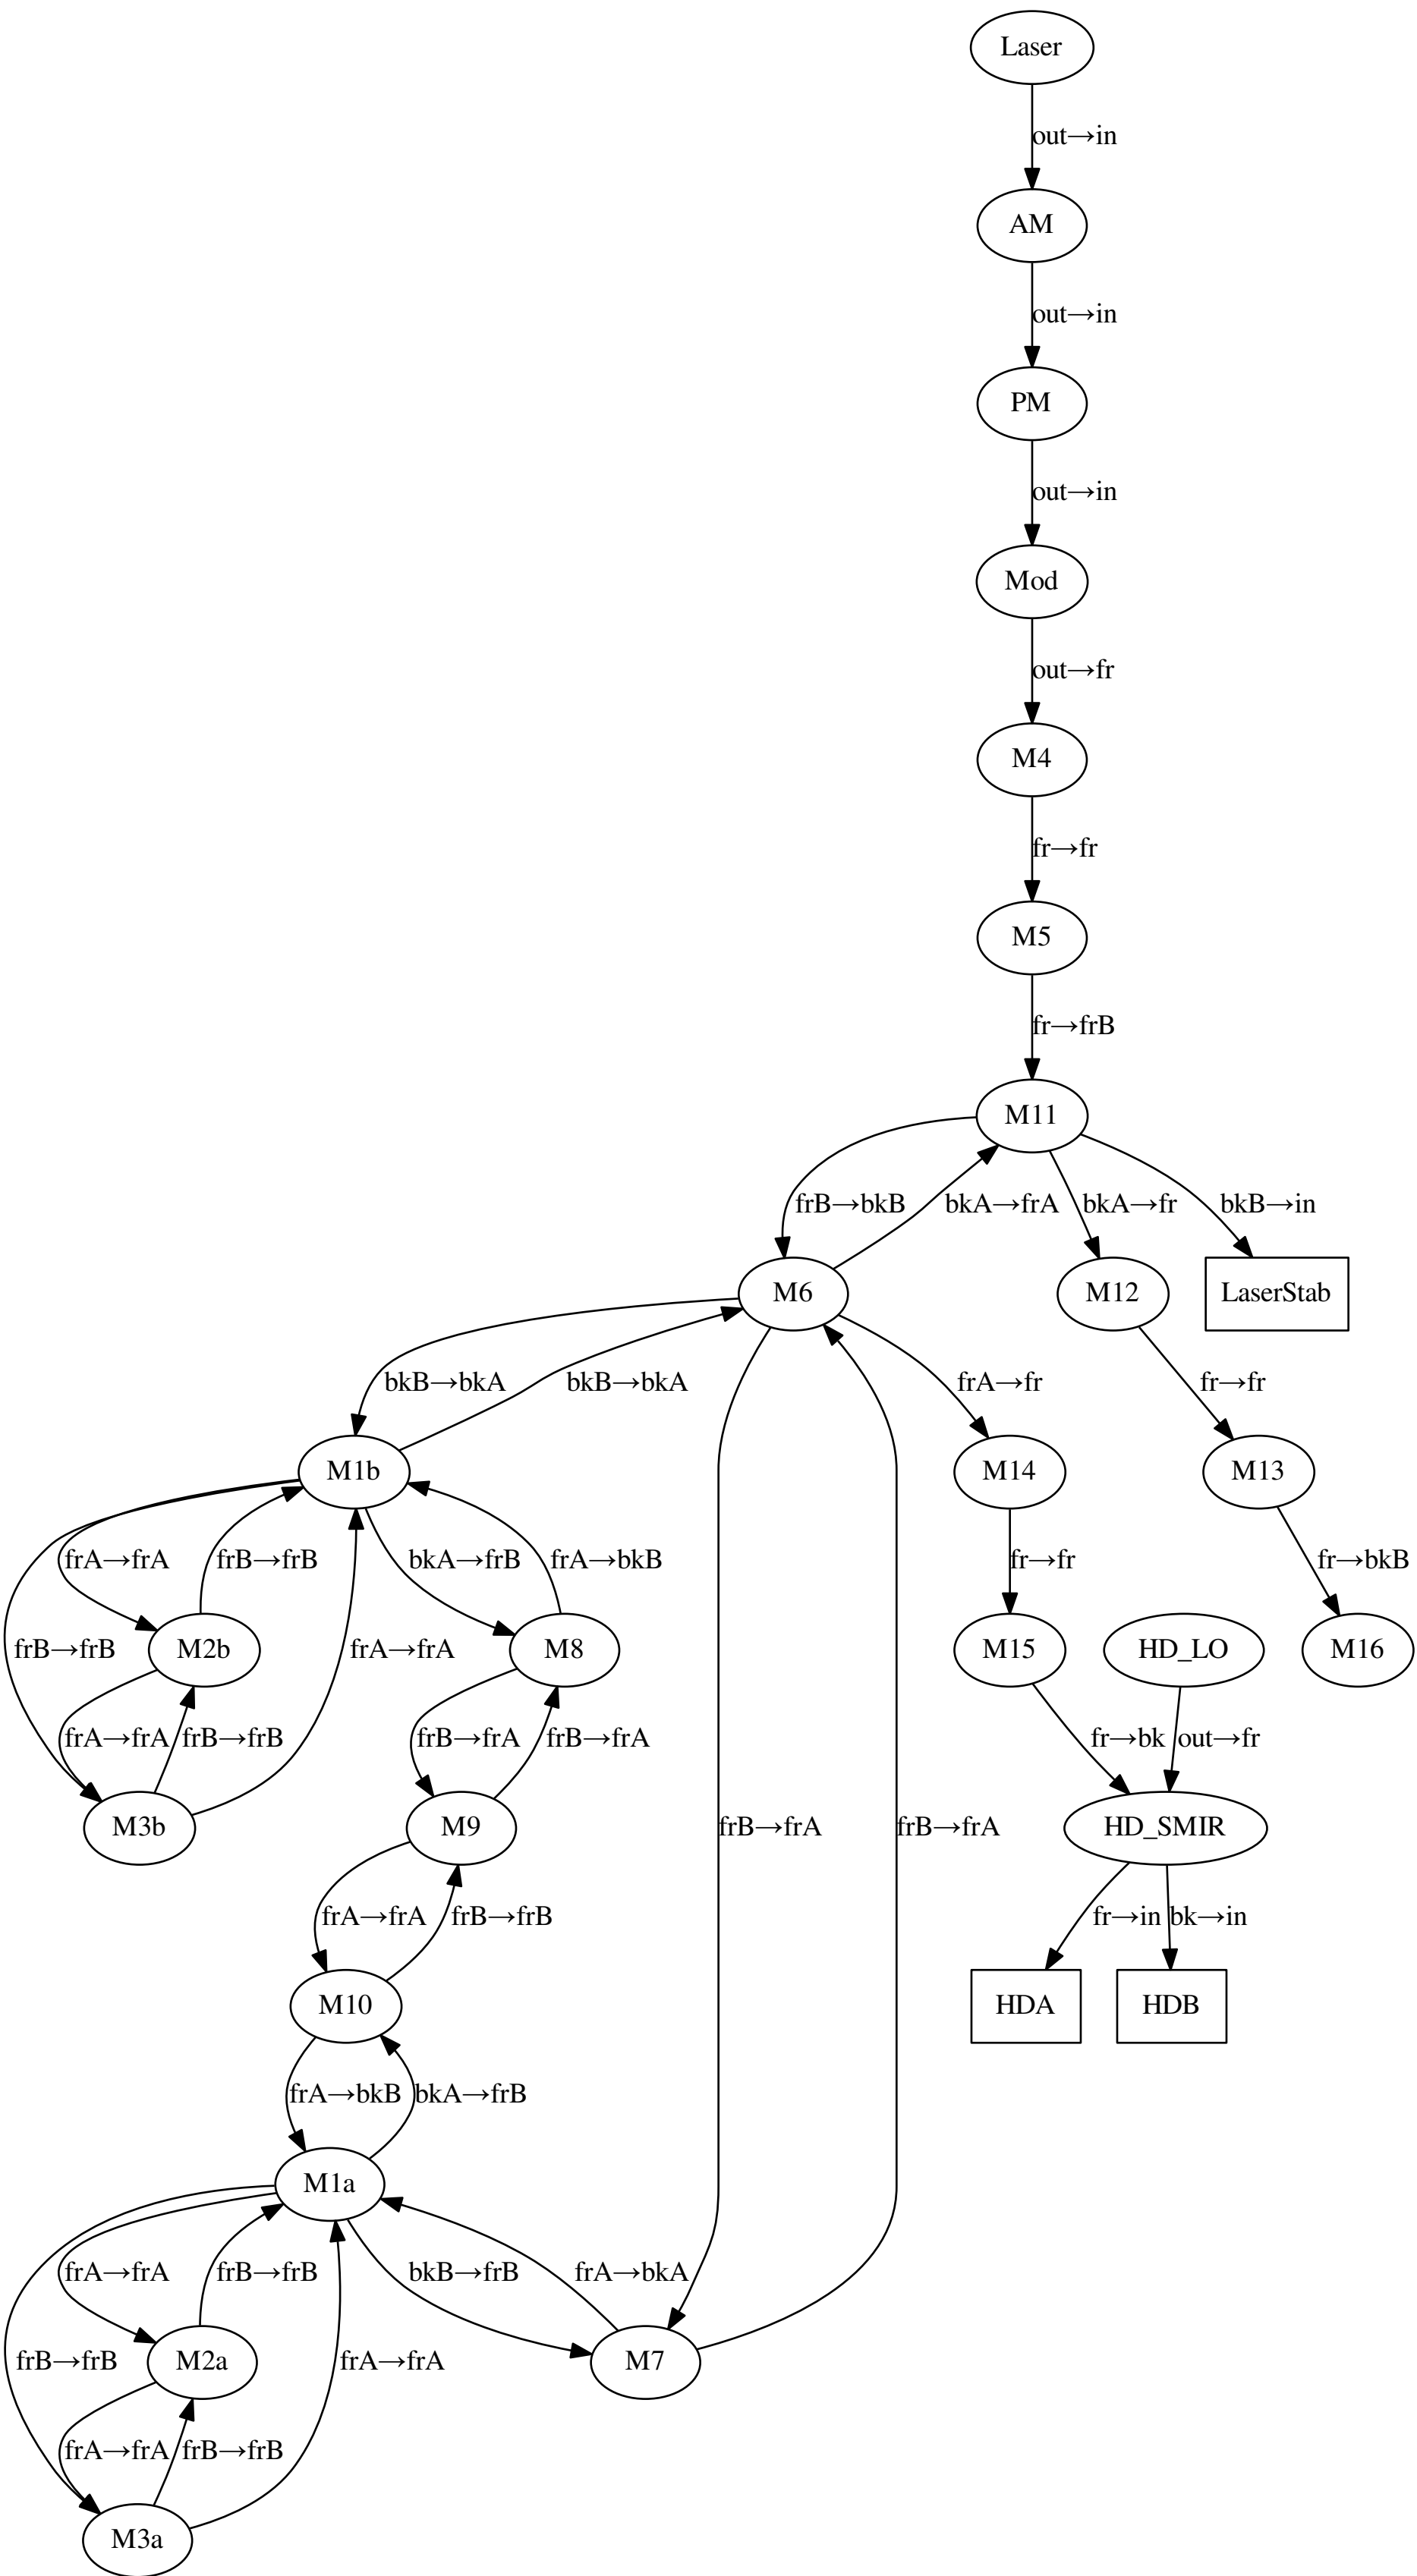 Laser
out→in
AM
out→in
PM
out→in
Mod
out→fr
M4
fr→fr
M5
fr→frB
M11
frB→bkB
bkA→frA
bkA→fr
bkB→in
M6
M12
LaserStab
bkB→bkA
bkB→bkA
frA→fr
fr→fr
M1b
M14
M13
frA→frA
frB→frB
bkA→frB
frA→bkB
fr→fr
fr→bkB
frB→frB
M2b
frA→frA
M8
M15
HD_LO
M16
frA→frA
frB→frB
frB→frA
frB→frA
fr→bk
out→fr
M3b
M9
frB→frA
frB→frA
HD_SMIR
frA→frA
frB→frB
fr→in
bk→in
M10
HDA
HDB
frA→bkB
bkA→frB
M1a
frA→frA
frB→frB
bkB→frB
frA→bkA
frB→frB
M2a
frA→frA
M7
frA→frA
frB→frB
M3a